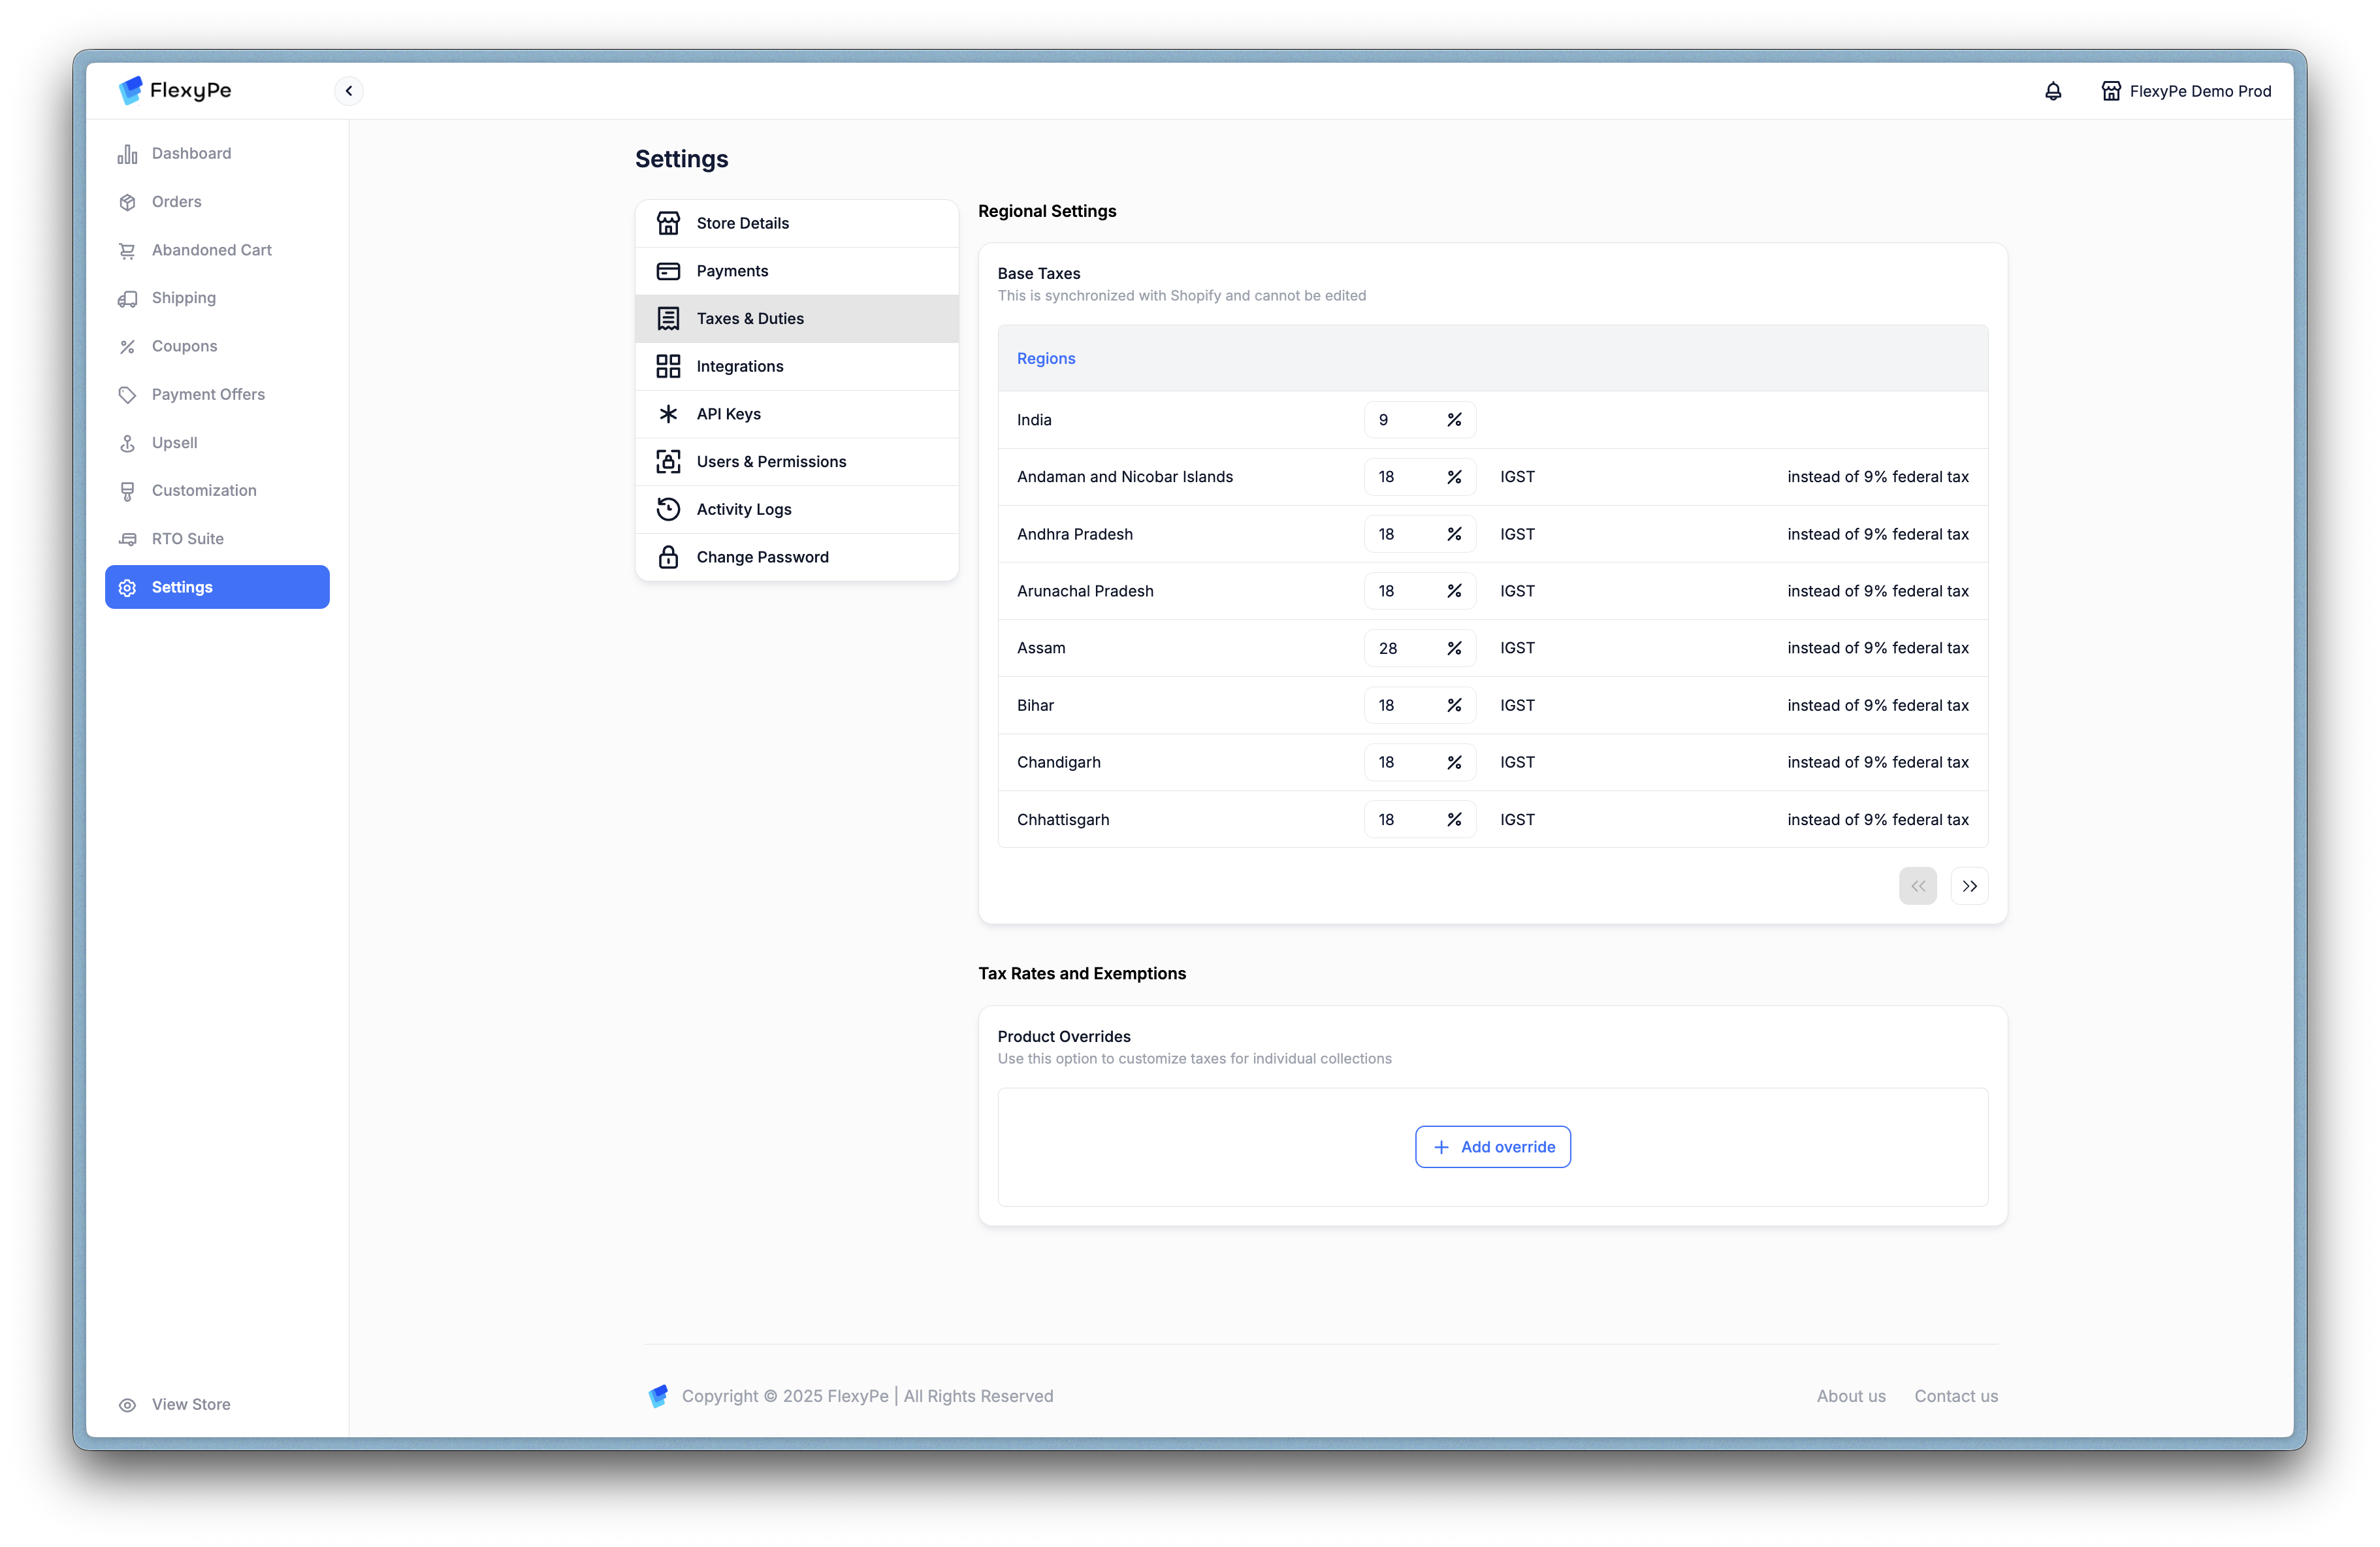 FlexyPe
FlexyPe Demo Prod
Dashboard
Orders
Abandoned Cart
Shipping
Coupons
Payment Offers
Upsell
Customization
RTO Suite
Settings
View Store
Settings
Store Details
Payments
Taxes & Duties
Integrations
API Keys
Users & Permissions
Activity Logs
Change Password
Regional Settings
Base Taxes
This is synchronized with Shopify and cannot be edited
Regions
India 9 %
Andaman and Nicobar Islands 18 % IGST instead of 9% federal tax
Andhra Pradesh 18 % IGST instead of 9% federal tax
Arunachal Pradesh 18 % IGST instead of 9% federal tax
Assam 28 % IGST instead of 9% federal tax
Bihar 18 % IGST instead of 9% federal tax
Chandigarh 18 % IGST instead of 9% federal tax
Chhattisgarh 18 % IGST instead of 9% federal tax
Tax Rates and Exemptions
Product Overrides
Use this option to customize taxes for individual collections
+ Add override
Copyright © 2025 FlexyPe | All Rights Reserved
About us Contact us